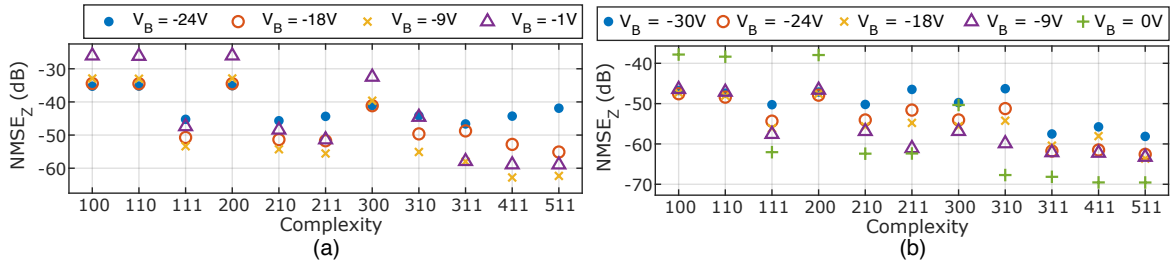 V_B = -24V V_B = -18V V_B = -9V V_B = -1V
NMSE_Z (dB)
-30
-40
-50
-60
100 110 111 200 210 211 300 310 311 411 511
Complexity
(a)
V_B = -30V V_B = -24V V_B = -18V V_B = -9V V_B = 0V
NMSE_Z (dB)
-40
-50
-60
-70
100 110 111 200 210 211 300 310 311 411 511
Complexity
(b)